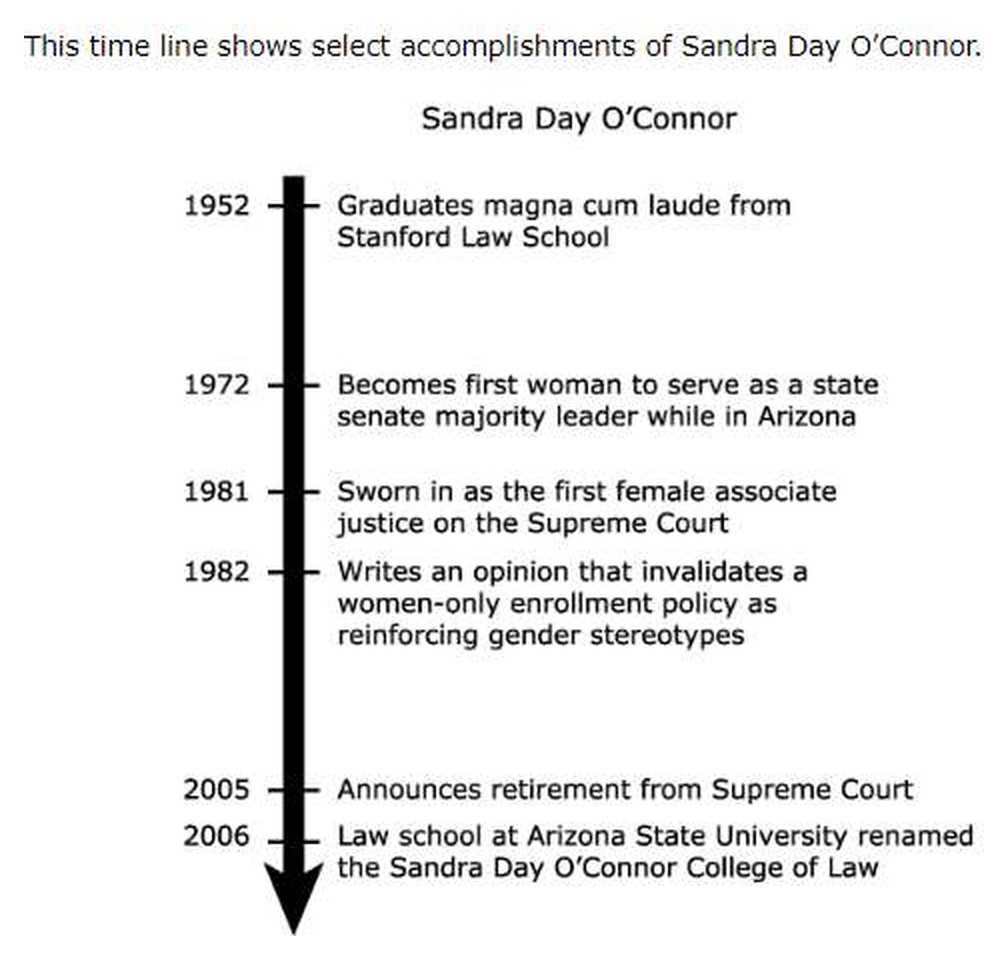 This time line shows select accomplishments of Sandra Day O’Connor.
Sandra Day O’Connor
1952 Graduates magna cum laude from
Stanford Law School
1972 Becomes first woman to serve as a state
senate majority leader while in Arizona
1981 Sworn in as the first female associate
justice on the Supreme Court
1982 Writes an opinion that invalidates a
women-only enrollment policy as
reinforcing gender stereotypes
2005 Announces retirement from Supreme Court
2006 Law school at Arizona State University renamed
the Sandra Day O’Connor College of Law